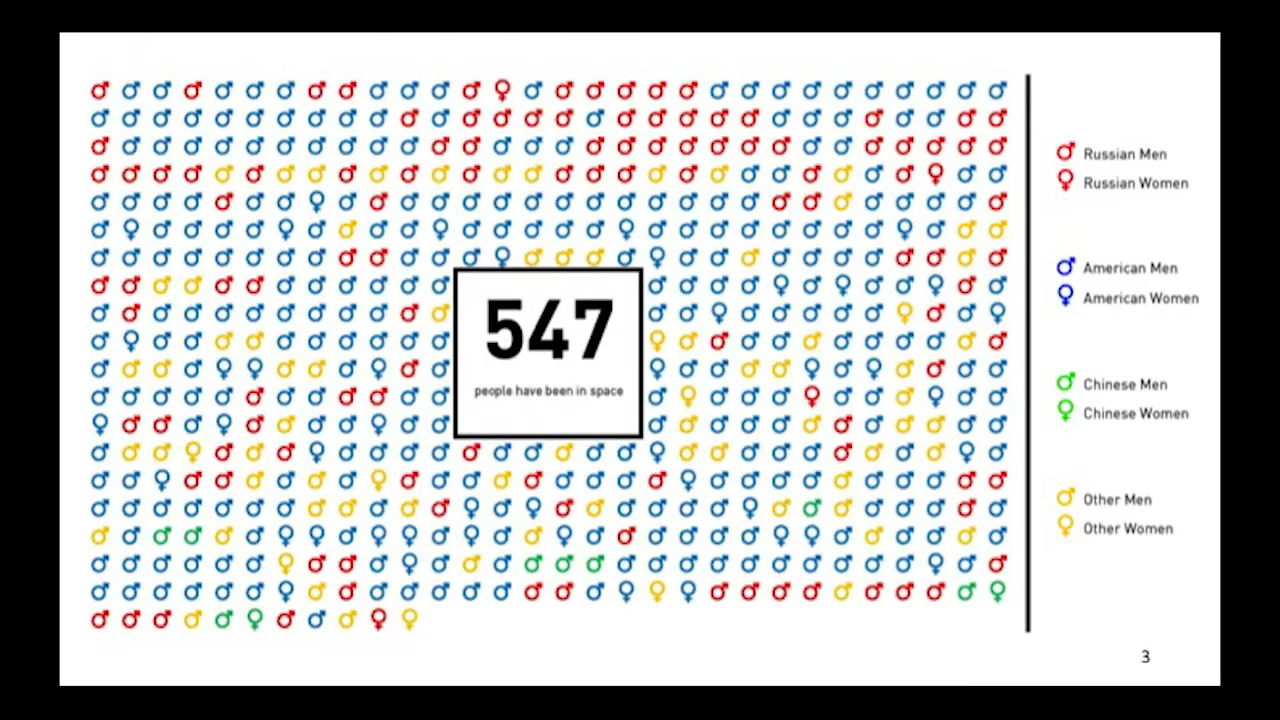 547
people have been in space
Russian Men
Russian Women
American Men
American Women
Chinese Men
Chinese Women
Other Men
Other Women
3